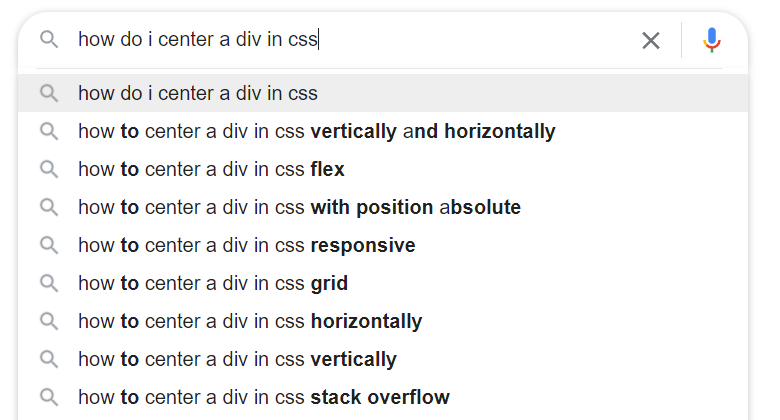 how do i center a div in css
how do i center a div in css
how to center a div in css vertically and horizontally
how to center a div in css flex
how to center a div in css with position absolute
how to center a div in css responsive
how to center a div in css grid
how to center a div in css horizontally
how to center a div in css vertically
how to center a div in css stack overflow